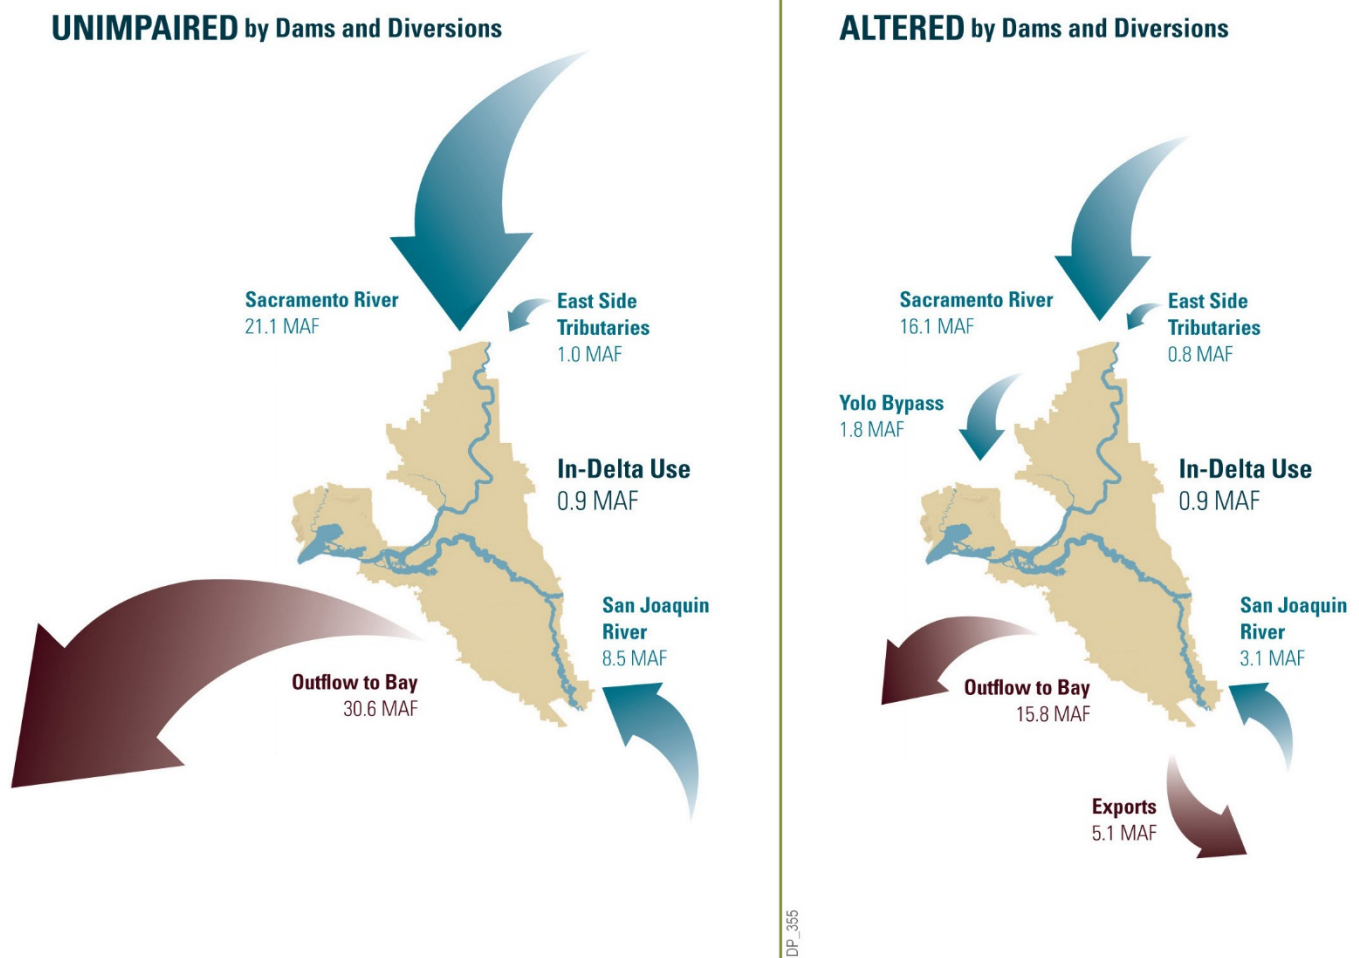 UNIMPAIRED by Dams and Diversions
Sacramento River
21.1 MAF
East Side
Tributaries
1.0 MAF
In-Delta Use
0.9 MAF
San Joaquin
River
8.5 MAF
Outflow to Bay
30.6 MAF
ALTERED by Dams and Diversions
Sacramento River
16.1 MAF
East Side
Tributaries
0.8 MAF
Yolo Bypass
1.8 MAF
In-Delta Use
0.9 MAF
San Joaquin
River
3.1 MAF
Outflow to Bay
15.8 MAF
Exports
5.1 MAF
DP_355